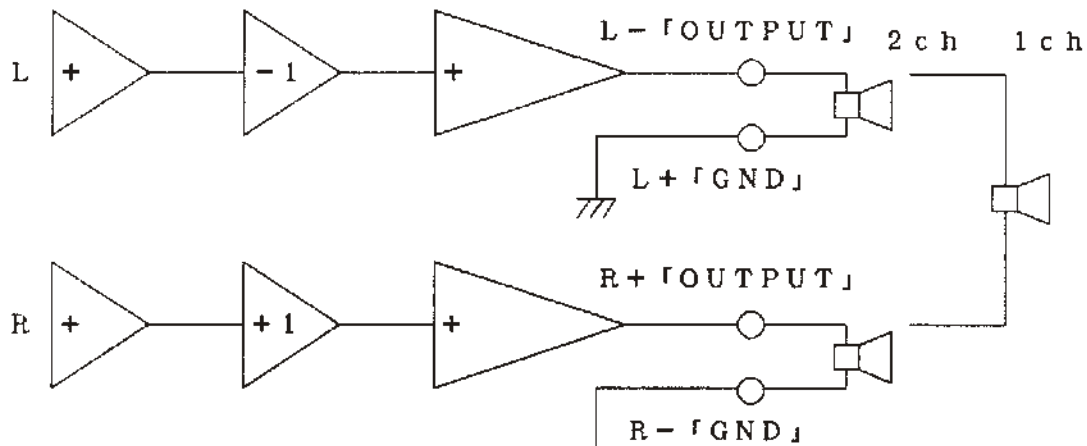 L-「OUTPUT」
2ch 1ch
L + -1 +
L+「GND」
R+「OUTPUT」
R + +1 +
R-「GND」